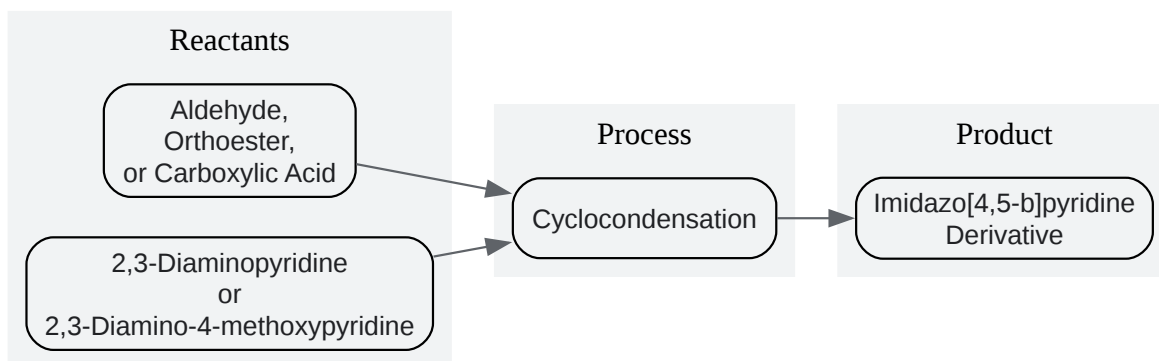 Reactants
Aldehyde,
Orthoester,
or Carboxylic Acid
2,3-Diaminopyridine
or
2,3-Diamino-4-methoxypyridine
Process
Cyclocondensation
Product
Imidazo[4,5-b]pyridine
Derivative